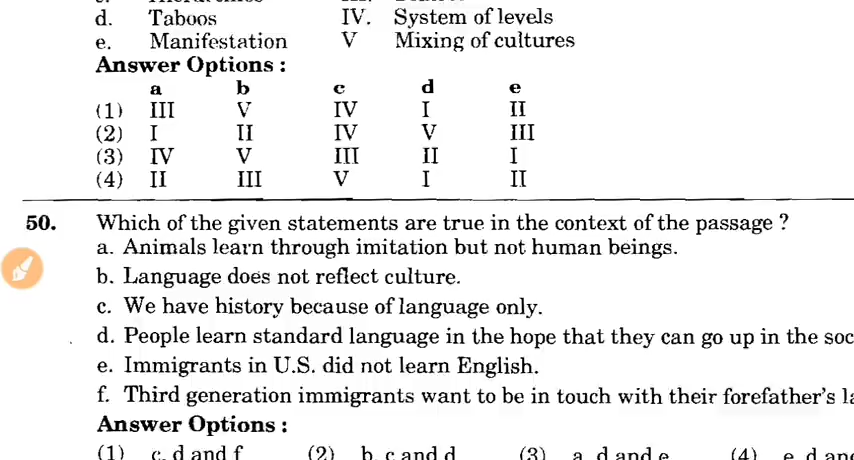 d. Taboos IV. System of levels
e. Manifestation V Mixing of cultures
Answer Options :
a b c d e
(1) III V IV I II
(2) I II IV V III
(3) IV V III II I
(4) II III V I II
50. Which of the given statements are true in the context of the passage ?
a. Animals learn through imitation but not human beings.
b. Language does not reflect culture.
c. We have history because of language only.
d. People learn standard language in the hope that they can go up in the soc
e. Immigrants in U.S. did not learn English.
f. Third generation immigrants want to be in touch with their forefather's la
Answer Options :
(1) c, d and f (2) b, c and d (3) a, d and e (4) e, d and